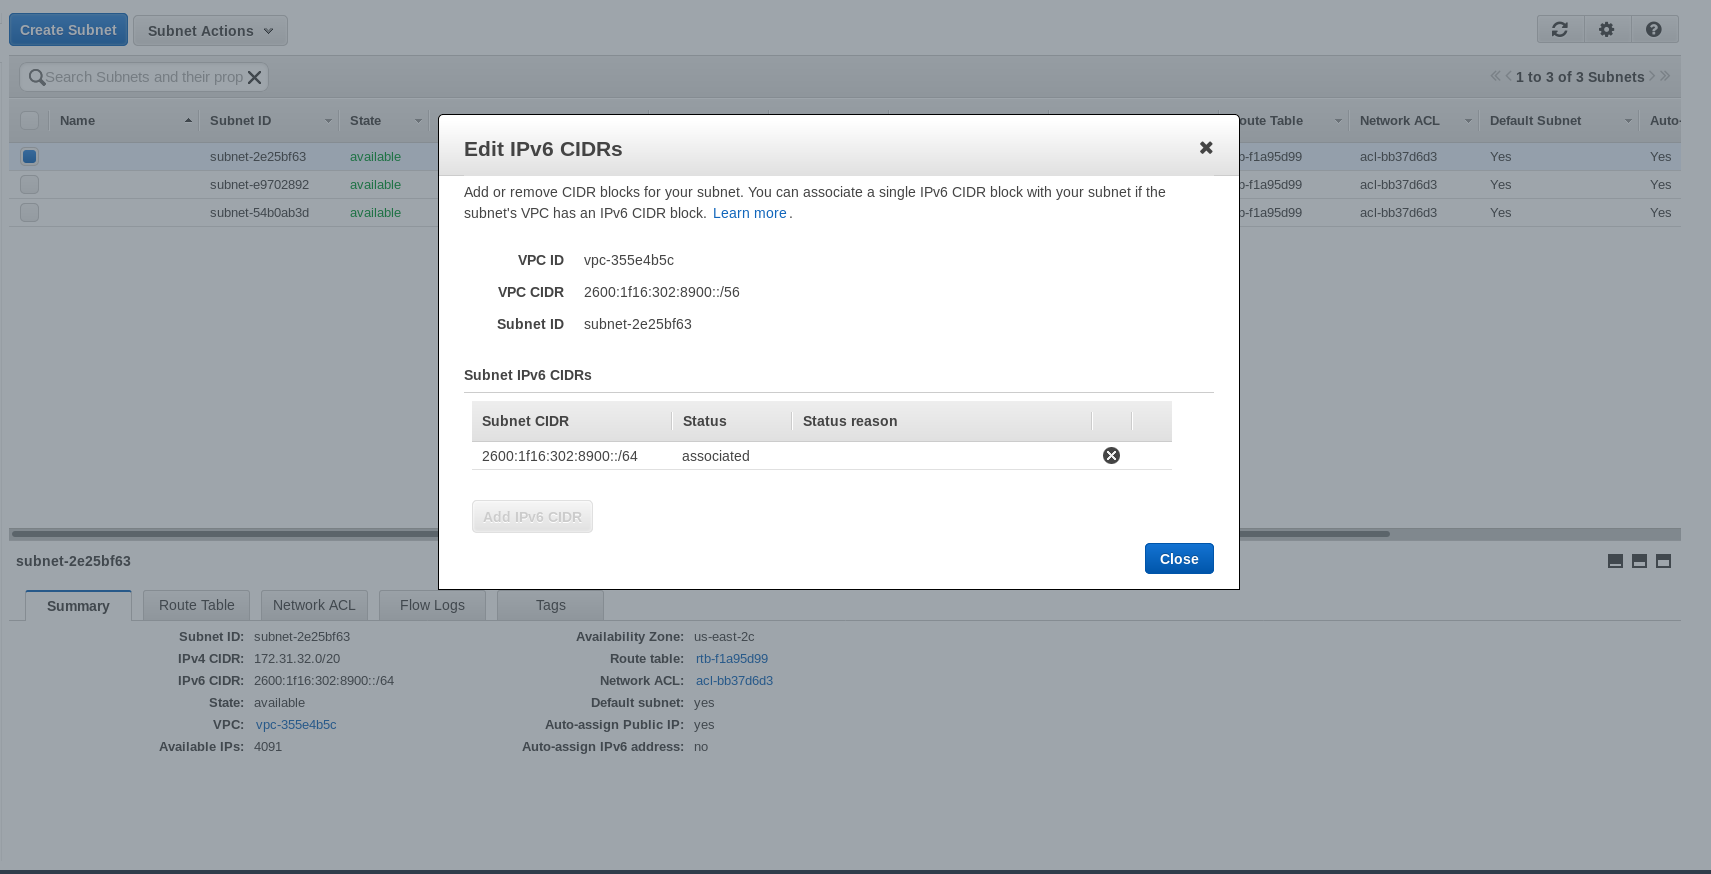 Create Subnet
Subnet Actions
Search Subnets and their prop
1 to 3 of 3 Subnets
Name Subnet ID State oute Table Network ACL Default Subnet Auto-
subnet-2e25bf63 available b-f1a95d99 acl-bb37d6d3 Yes Yes
subnet-e9702892 available b-f1a95d99 acl-bb37d6d3 Yes Yes
subnet-54b0ab3d available b-f1a95d99 acl-bb37d6d3 Yes Yes
Edit IPv6 CIDRs
Add or remove CIDR blocks for your subnet. You can associate a single IPv6 CIDR block with your subnet if the
subnet's VPC has an IPv6 CIDR block. Learn more.
VPC ID vpc-355e4b5c
VPC CIDR 2600:1f16:302:8900::/56
Subnet ID subnet-2e25bf63
Subnet IPv6 CIDRs
Subnet CIDR Status Status reason
2600:1f16:302:8900::/64 associated
Add IPv6 CIDR
Close
subnet-2e25bf63
Summary Route Table Network ACL Flow Logs Tags
Subnet ID: subnet-2e25bf63 Availability Zone: us-east-2c
IPv4 CIDR: 172.31.32.0/20 Route table: rtb-f1a95d99
IPv6 CIDR: 2600:1f16:302:8900::/64 Network ACL: acl-bb37d6d3
State: available Default subnet: yes
VPC: vpc-355e4b5c Auto-assign Public IP: yes
Available IPs: 4091 Auto-assign IPv6 address: no